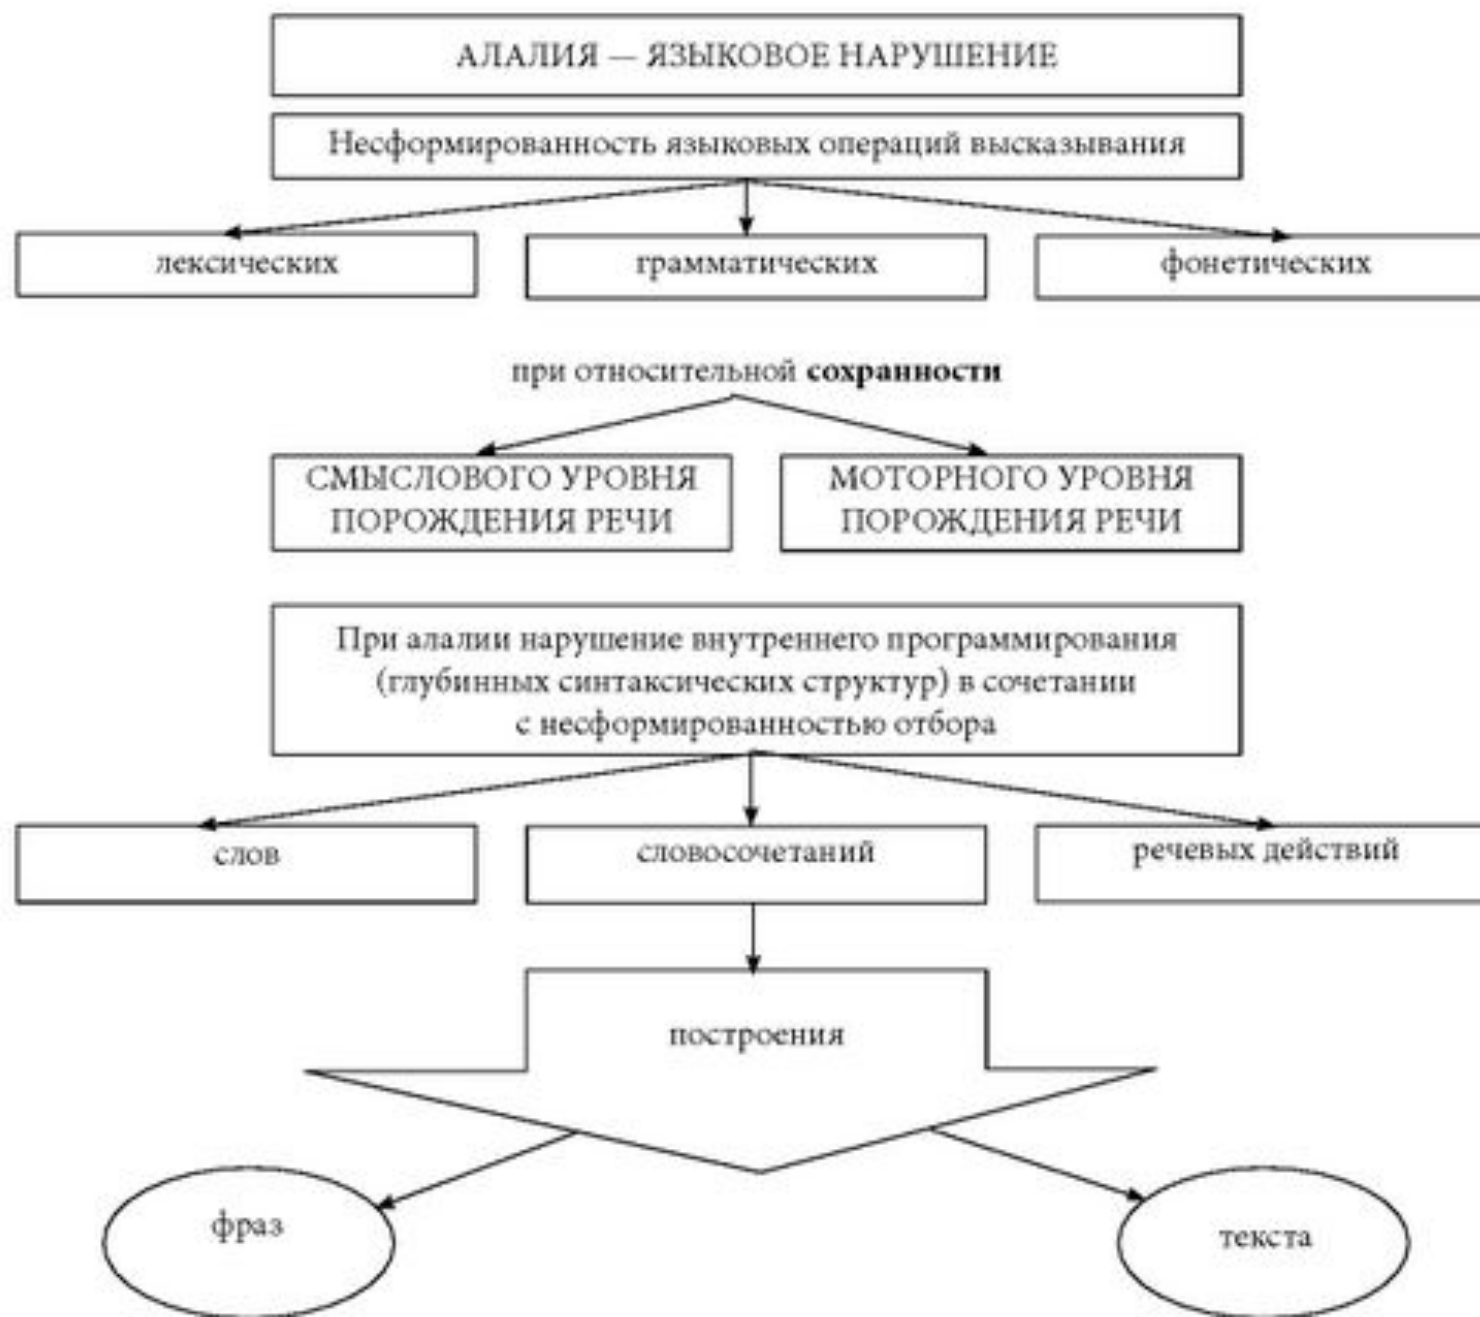 АЛАЛИЯ — ЯЗЫКОВОЕ НАРУШЕНИЕ
Несформированность языковых операций высказывания
лексических
грамматических
фонетических
при относительной сохранности
СМЫСЛОВОГО УРОВНЯ
ПОРОЖДЕНИЯ РЕЧИ
МОТОРНОГО УРОВНЯ
ПОРОЖДЕНИЯ РЕЧИ
При алалии нарушение внутреннего программирования
(глубинных синтаксических структур) в сочетании
с несформированностью отбора
слов
словосочетаний
речевых действий
построения
фраз
текста